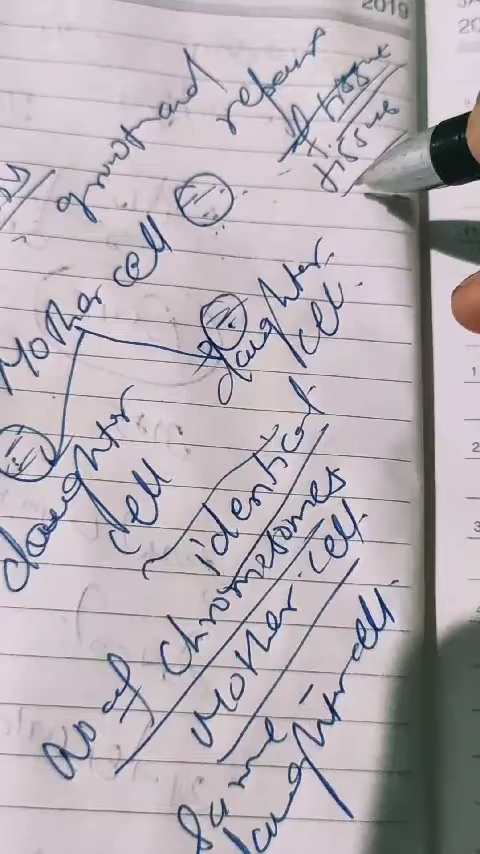 2019
growth and repair
tissue
tissue
Mother cell
daughter
cell.
daughter
cell
identical
no of chromosomes
Mother cell.
Same
daughter cell.